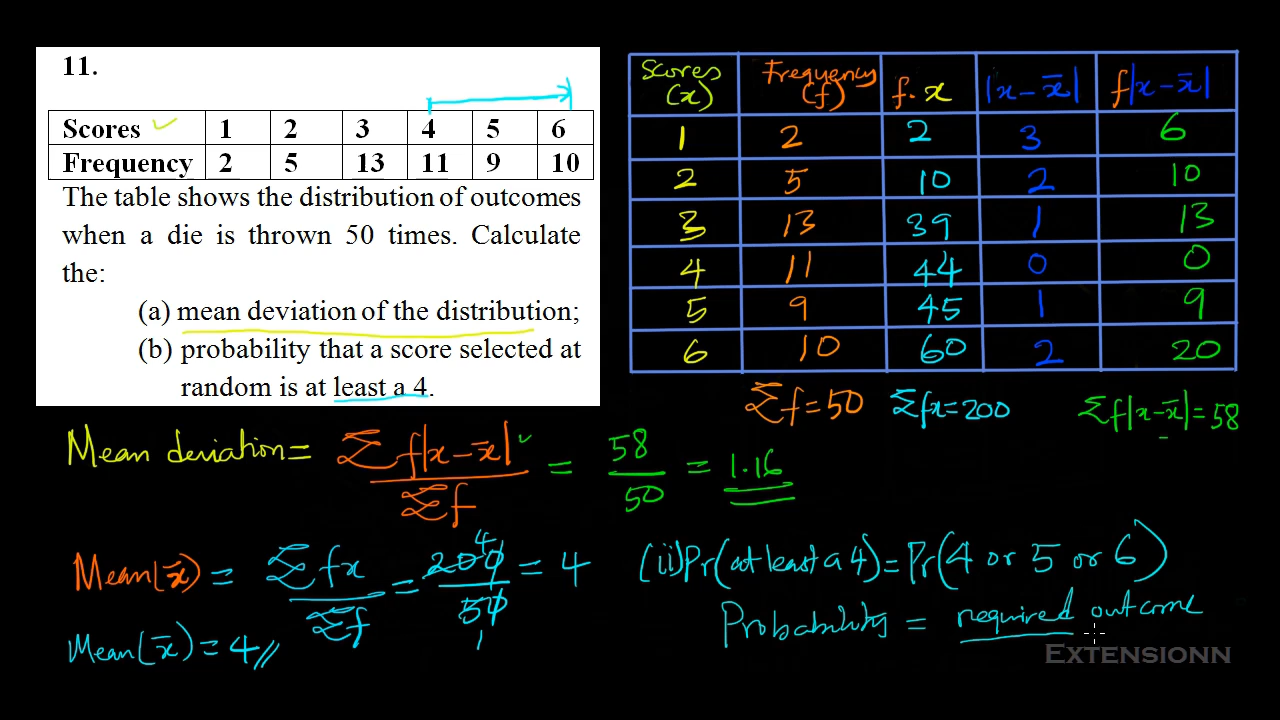 11.
Scores 1 2 3 4 5 6
Frequency 2 5 13 11 9 10
The table shows the distribution of outcomes
when a die is thrown 50 times. Calculate
the:
(a) mean deviation of the distribution;
(b) probability that a score selected at
random is at least a 4.
Scores (x) Frequency (f) f.x |x - x̄| f|x - x̄|
1 2 2 3 6
2 5 10 2 10
3 13 39 1 13
4 11 44 0 0
5 9 45 1 9
6 10 60 2 20
Σf = 50 Σfx = 200 Σf|x - x̄| = 58
Mean deviation = Σf|x - x̄| / Σf = 58/50 = 1.16
Mean(x̄) = Σfx / Σf = 200/50 = 4
4
1
Mean(x̄) = 4//
(ii) Pr(at least a 4) = Pr(4 or 5 or 6)
Probability = required outcome
EXTENSIONN